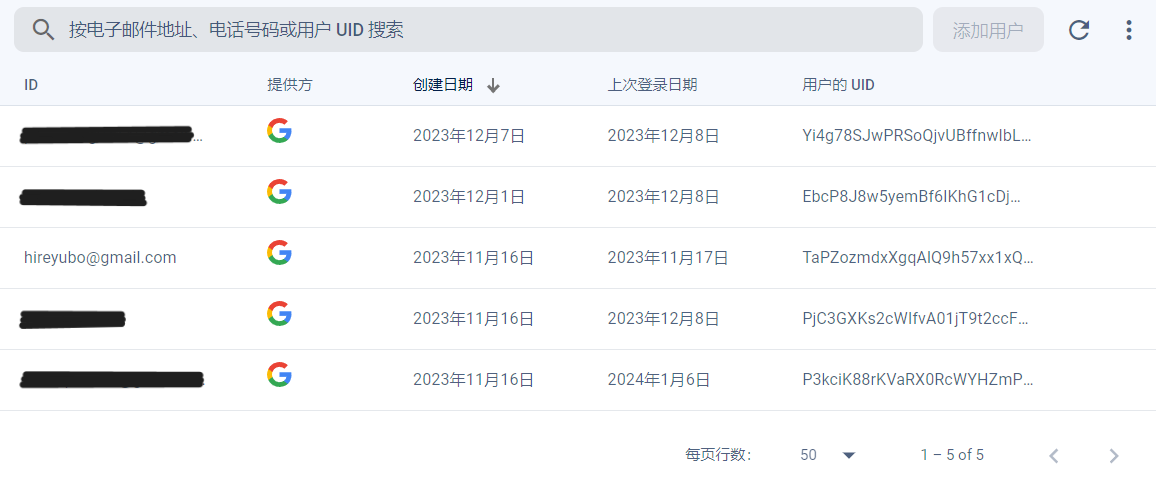 按电子邮件地址、电话号码或用户 UID 搜索 添加用户
ID 提供方 创建日期 上次登录日期 用户的 UID
2023年12月7日 2023年12月8日 Yi4g78SJwPRSoQjvUBffnwIbL...
2023年12月1日 2023年12月8日 EbcP8J8w5yemBf6IKhG1cDj...
hireyubo@gmail.com 2023年11月16日 2023年11月17日 TaPZozmdxXgqAIQ9h57xx1xQ...
2023年11月16日 2023年12月8日 PjC3GXKs2cWIfvA01jT9t2ccF...
2023年11月16日 2024年1月6日 P3kciK88rKVaRX0RcWYHZmP...
每页行数： 50 1 – 5 of 5